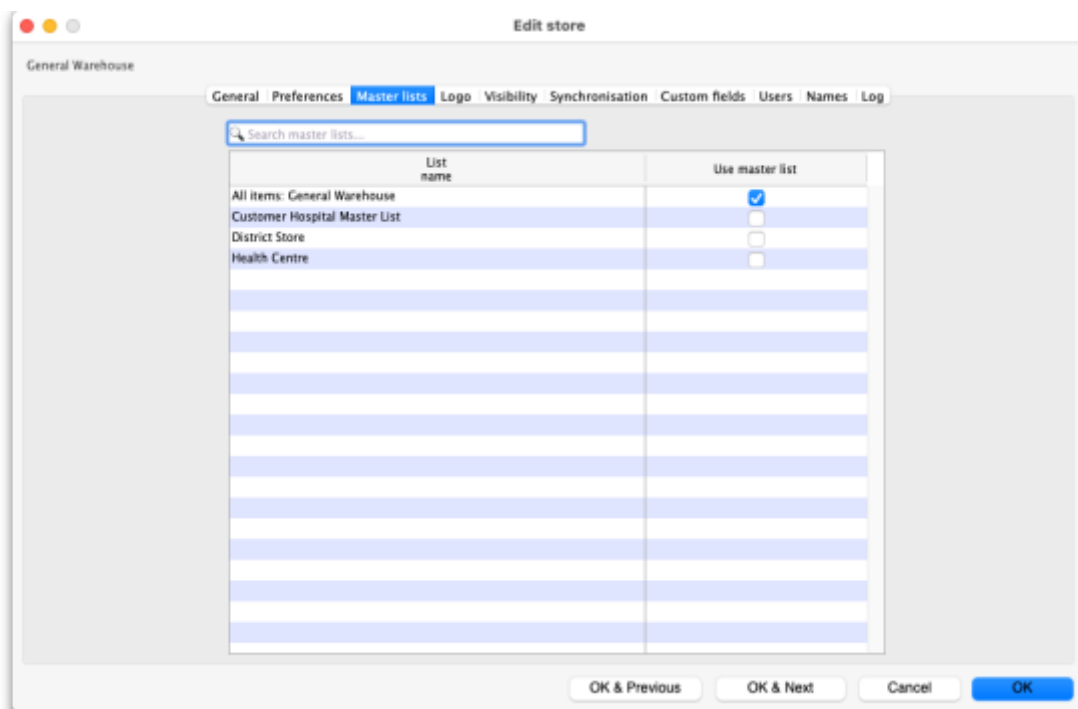 Edit store
General Warehouse
General Preferences Master lists Logo Visibility Synchronisation Custom fields Users Names Log
Search master lists...
List
name
Use master list
All items: General Warehouse
Customer Hospital Master List
District Store
Health Centre
OK & Previous OK & Next Cancel OK